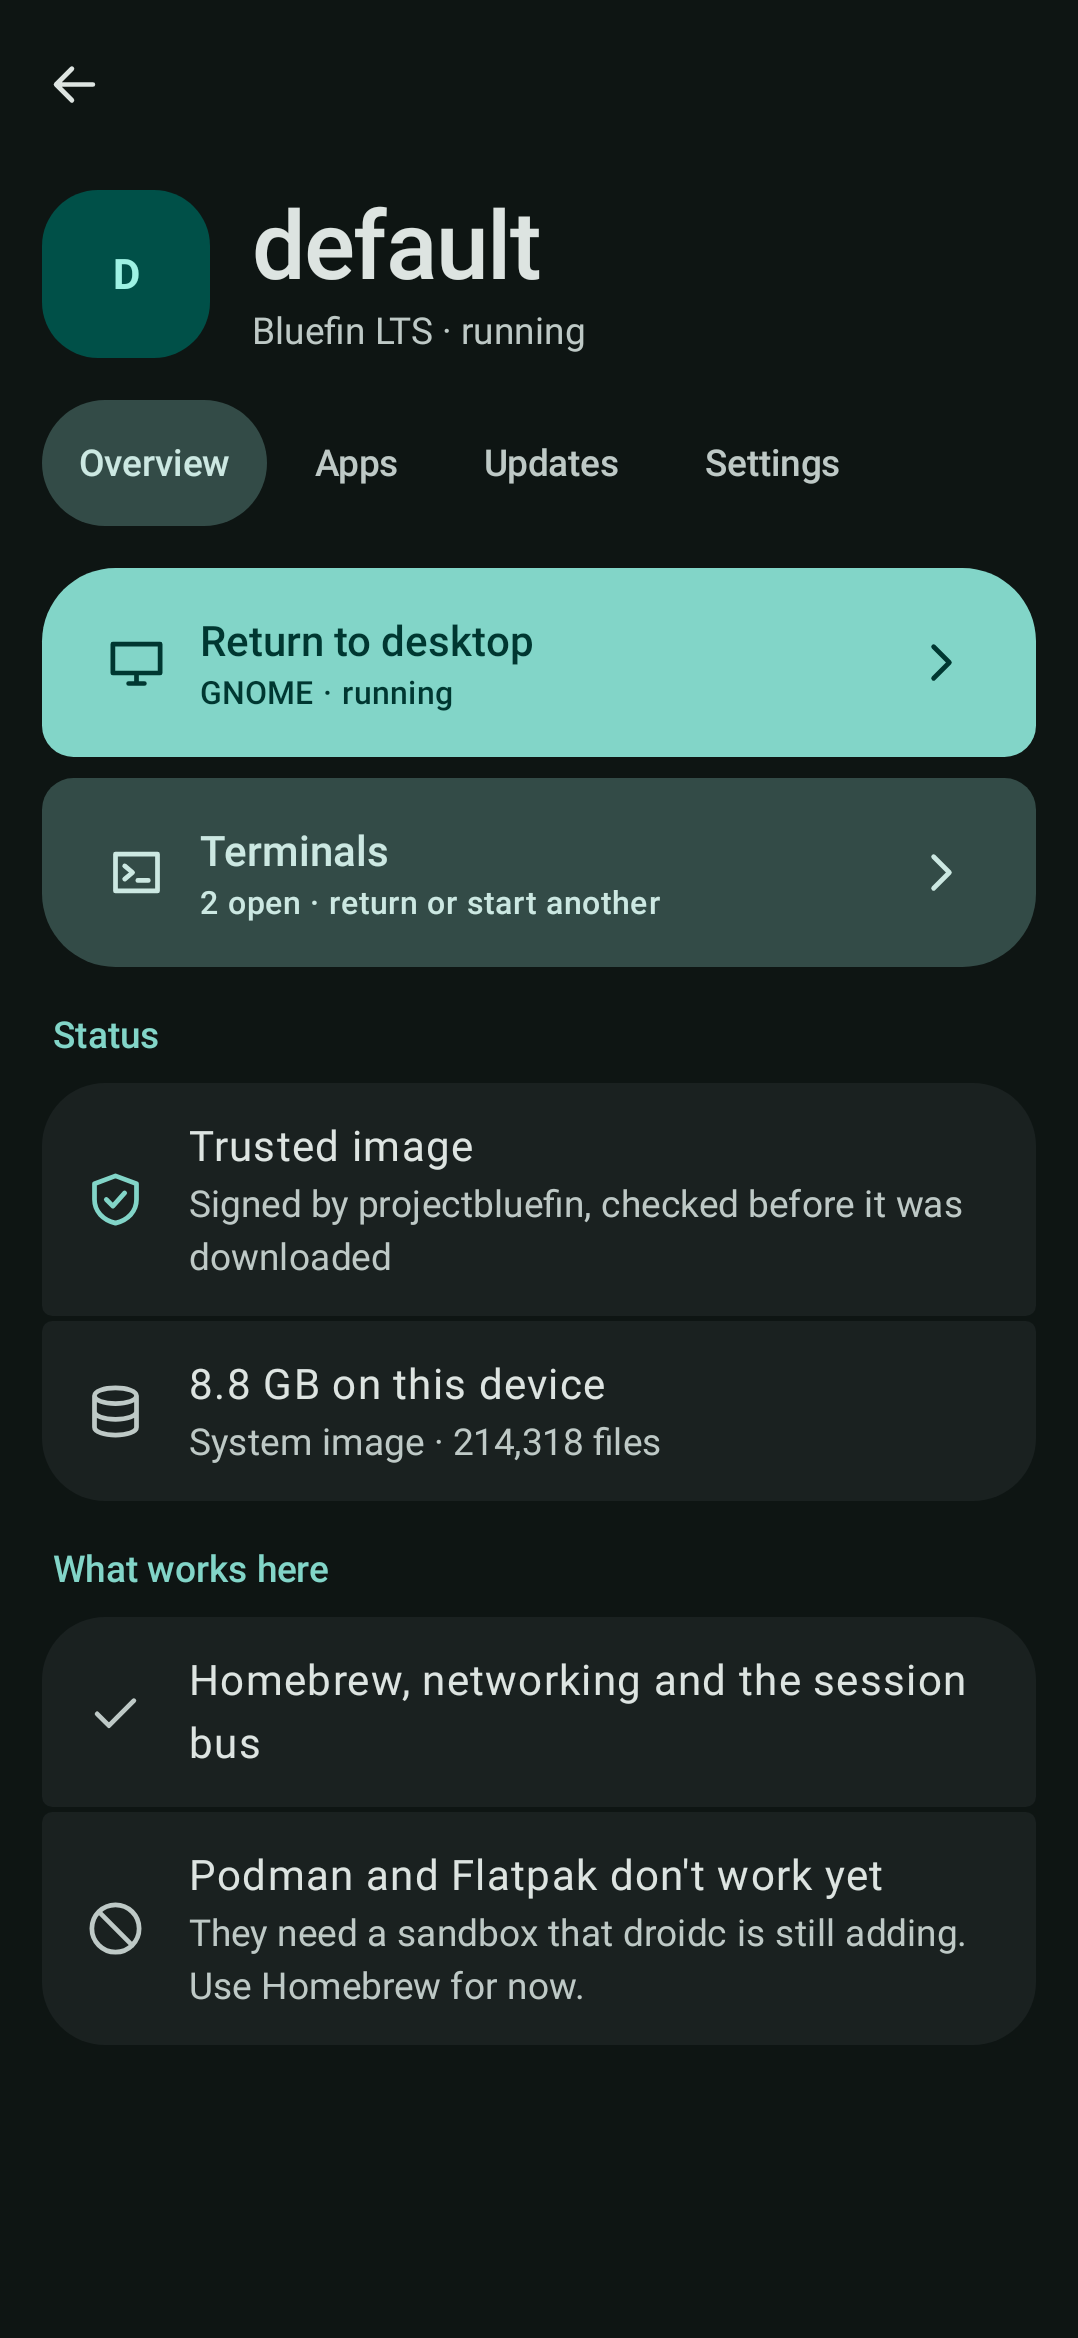 D
default
Bluefin LTS · running
Overview
Apps
Updates
Settings
Return to desktop
GNOME · running
Terminals
2 open · return or start another
Status
Trusted image
Signed by projectbluefin, checked before it was
downloaded
8.8 GB on this device
System image · 214,318 files
What works here
Homebrew, networking and the session
bus
Podman and Flatpak don't work yet
They need a sandbox that droidc is still adding.
Use Homebrew for now.